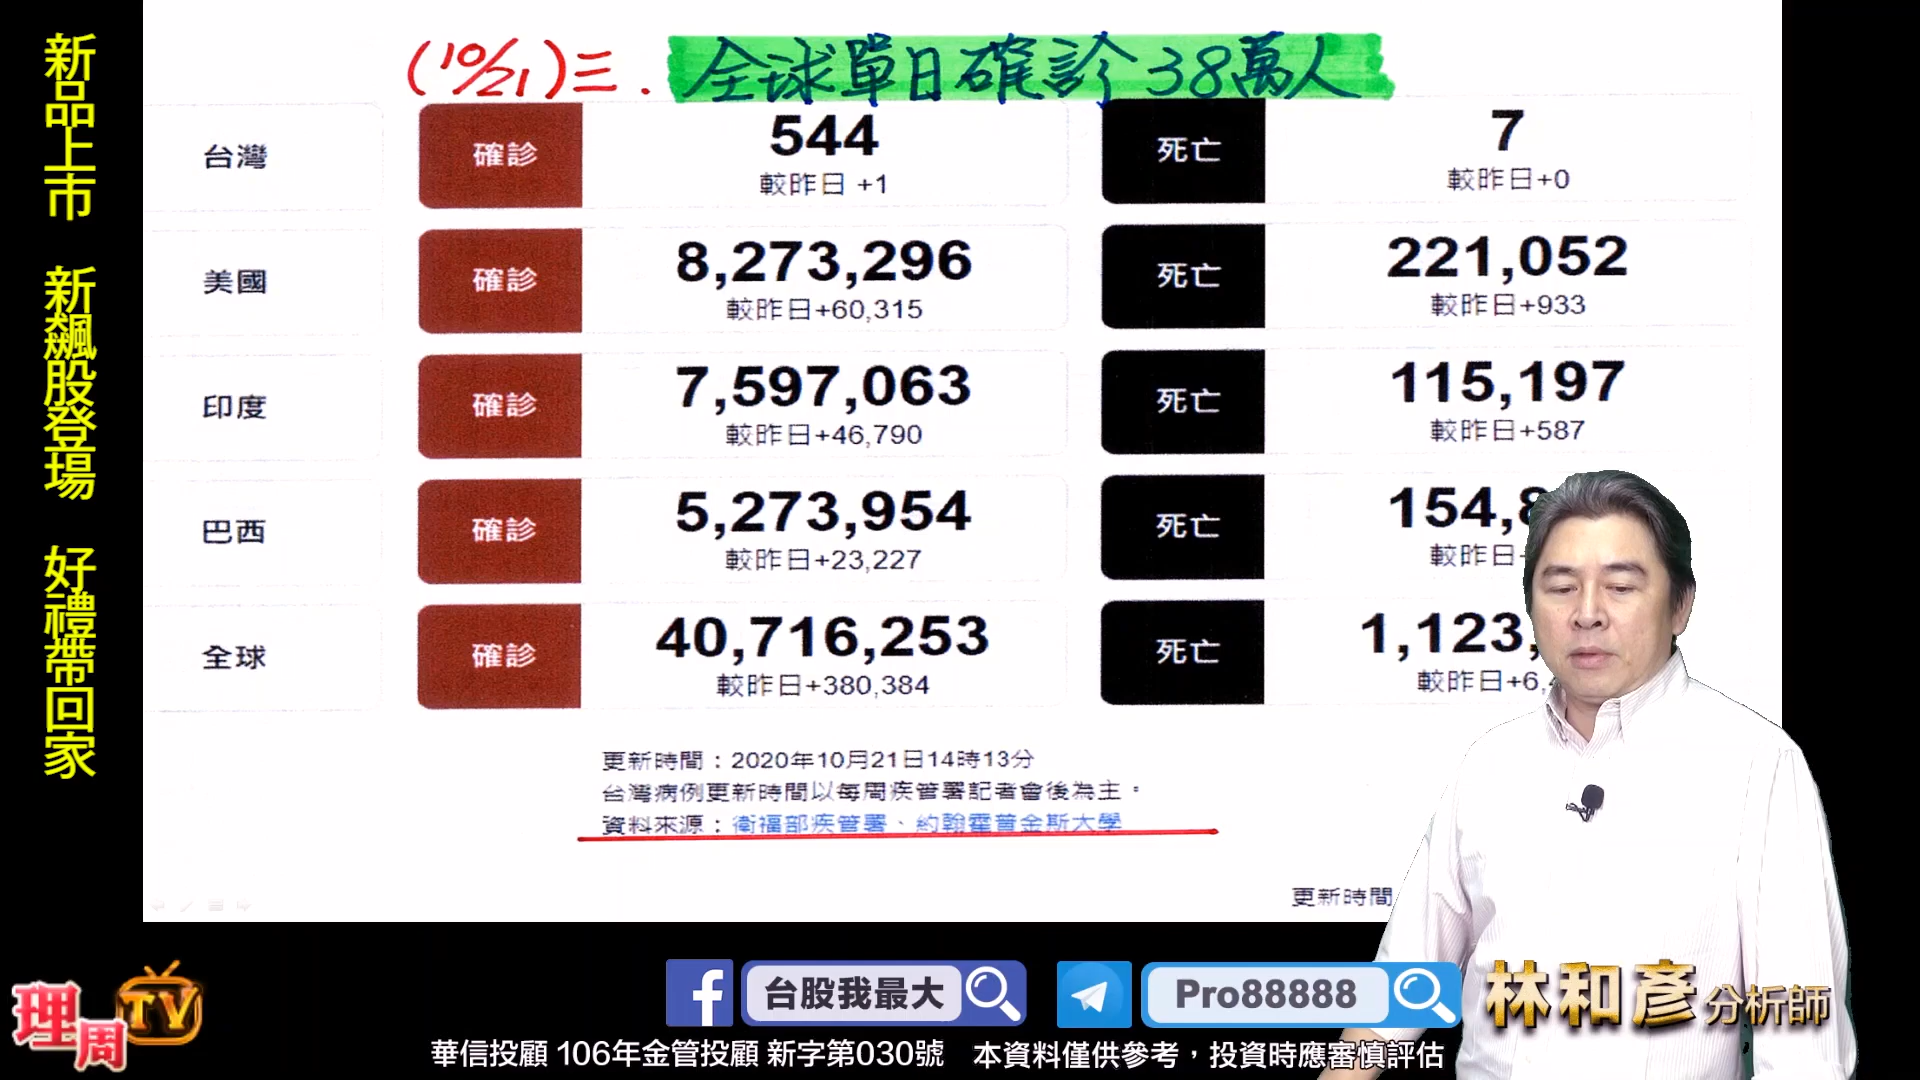 新品上市 新飆股登場 好禮帶回家
(10/21)三. 全球單日確診38萬人
台灣 確診 544 較昨日 +1 死亡 7 較昨日+0
美國 確診 8,273,296 較昨日+60,315 死亡 221,052 較昨日+933
印度 確診 7,597,063 較昨日+46,790 死亡 115,197 較昨日+587
巴西 確診 5,273,954 較昨日+23,227 死亡 154, 較昨日
全球 確診 40,716,253 較昨日+380,384 死亡 1,123, 較昨日+6,
更新時間：2020年10月21日14時13分
台灣病例更新時間以每周疾管署記者會後為主。
資料來源：衛福部疾管署、約翰霍普金斯大學
更新時間
理周TV
台股我最大
Pro88888
林和彥 分析師
華信投顧 106年金管投顧 新字第030號 本資料僅供參考，投資時應審慎評估